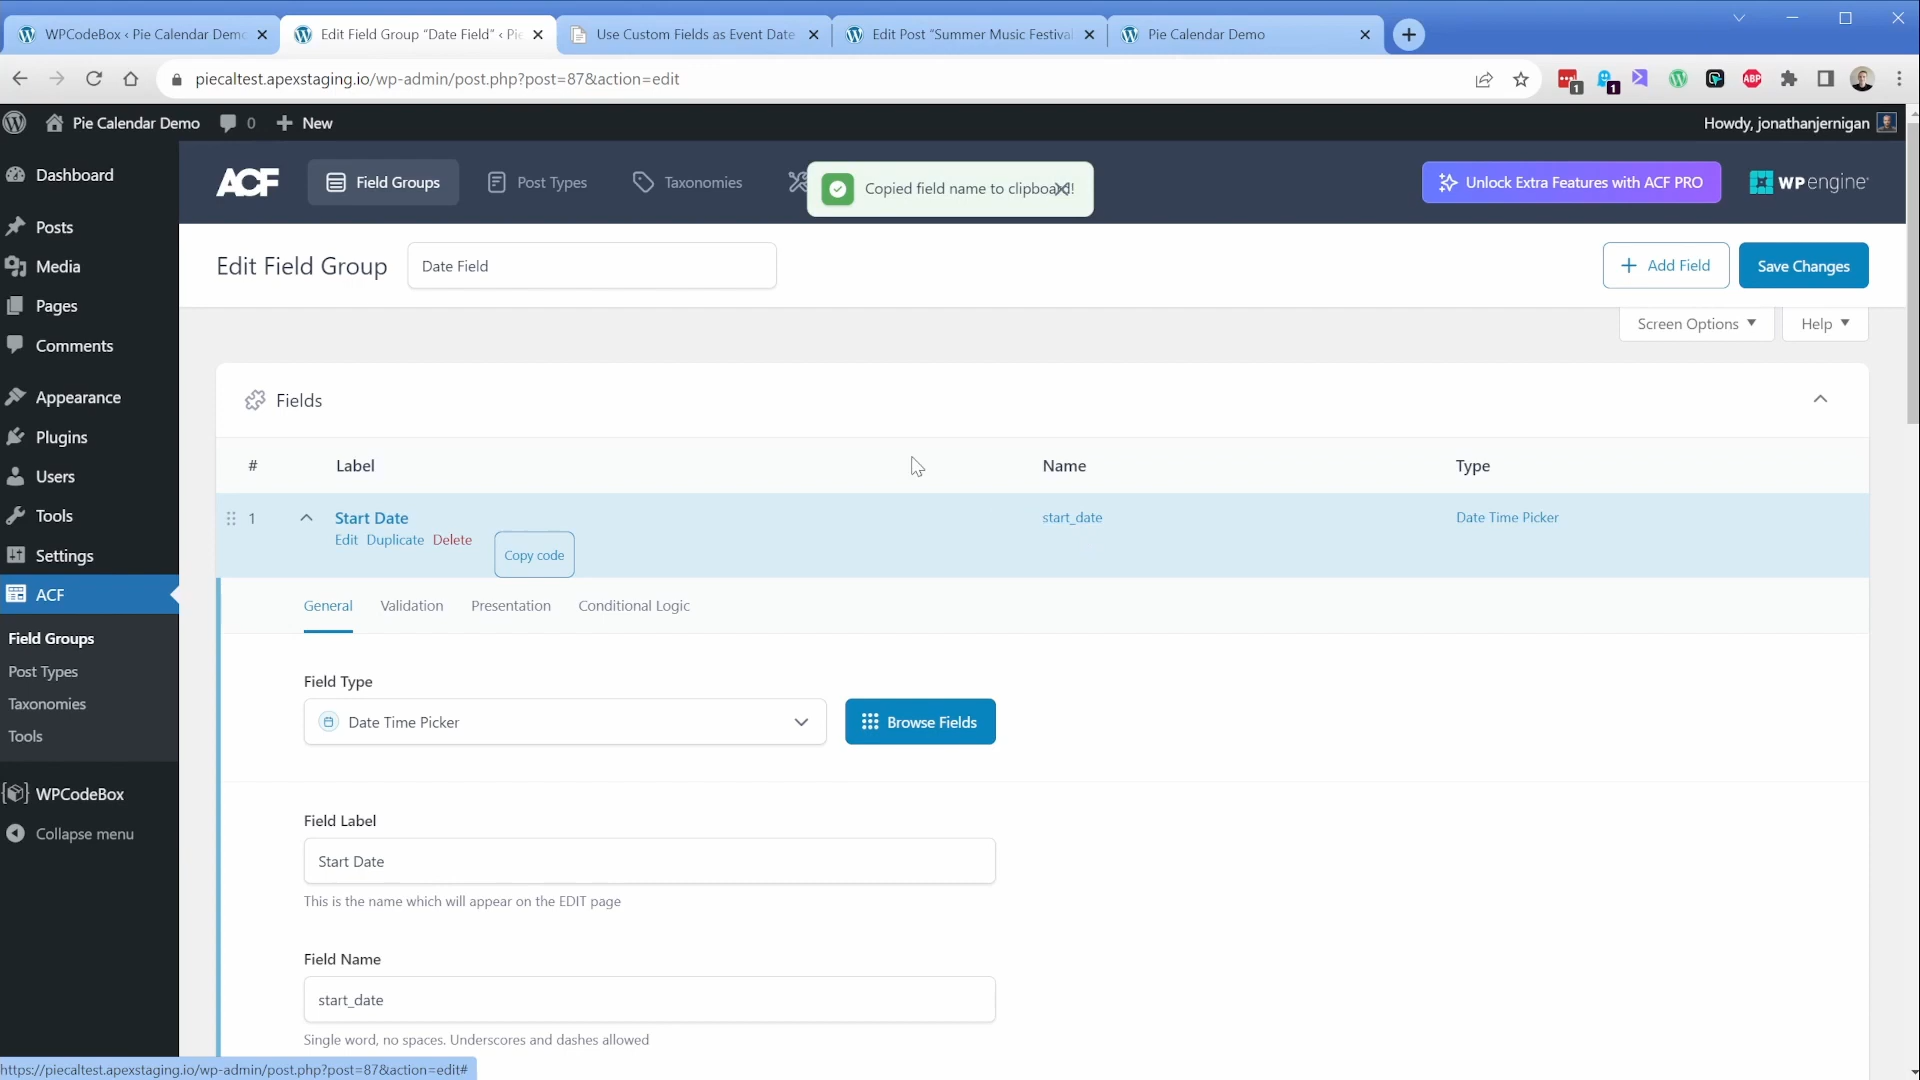 WPCodeBox ‹ Pie Calendar Demo
Edit Field Group “Date Field” ‹ Pie
Use Custom Fields as Event Date
Edit Post “Summer Music Festival
Pie Calendar Demo
piecaltest.apexstaging.io/wp-admin/post.php?post=87&action=edit
1
1
ABP
Pie Calendar Demo
0
New
Howdy, jonathanjernigan
Dashboard
Posts
Media
Pages
Comments
Appearance
Plugins
Users
Tools
Settings
ACF
Field Groups
Post Types
Taxonomies
Tools
WPCodeBox
Collapse menu
ACF
Field Groups
Post Types
Taxonomies
Copied field name to clipboard!
Unlock Extra Features with ACF PRO
WP engine
Edit Field Group
Date Field
Add Field
Save Changes
Screen Options
Help
Fields
# Label Name Type
1 Start Date start_date Date Time Picker
Edit Duplicate Delete
Copy code
General Validation Presentation Conditional Logic
Field Type
Date Time Picker
Browse Fields
Field Label
Start Date
This is the name which will appear on the EDIT page
Field Name
start_date
Single word, no spaces. Underscores and dashes allowed
https://piecaltest.apexstaging.io/wp-admin/post.php?post=87&action=edit#